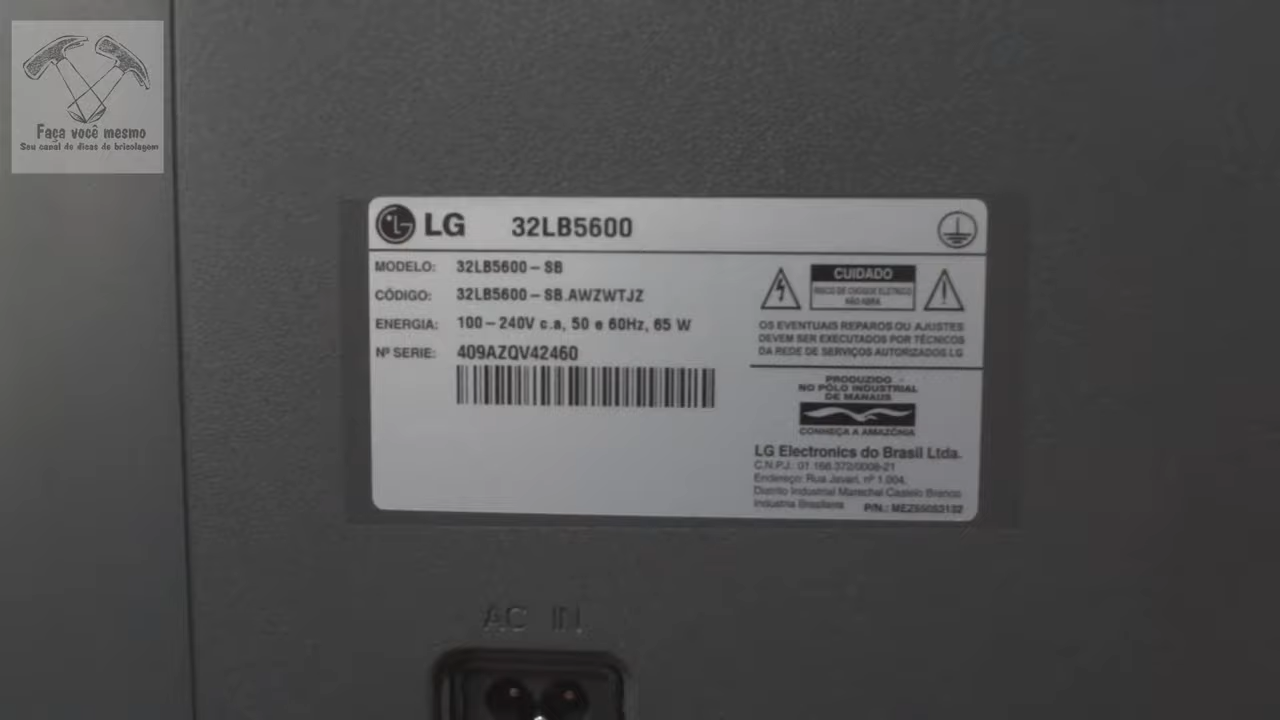 Faça você mesmo
Seu canal de dicas de bricolagem
LG 32LB5600
MODELO: 32LB5600-SB
CÓDIGO: 32LB5600-SB.AWZWTJZ
ENERGIA: 100-240V c.a, 50 e 60Hz, 65 W
Nº SERIE: 409AZQV42460
CUIDADO
RISCO DE CHOQUE ELÉTRICO
NÃO ABRA
OS EVENTUAIS REPAROS OU AJUSTES
DEVEM SER EXECUTADOS POR TÉCNICOS
DA REDE DE SERVIÇOS AUTORIZADOS LG
PRODUZIDO
NO PÓLO INDUSTRIAL
DE MANAUS
CONHEÇA A AMAZÔNIA
LG Electronics do Brasil Ltda.
C.N.P.J.: 01.166.372/0008-21
Endereço: Rua Javari, nº 1.004,
Distrito Industrial Marechal Castelo Branco
Indústria Brasileira P/N.:
AC IN